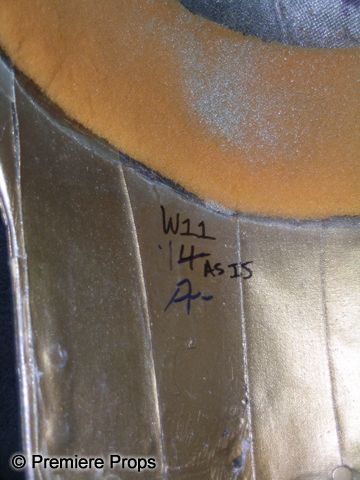 W11
'14 AS IS
A-
© Premiere Props